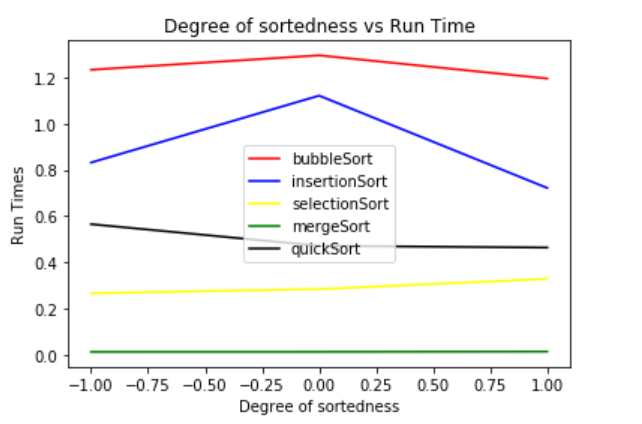 Degree of sortedness vs Run Time
Run Times
1.2
1.0
0.8
0.6
0.4
0.2
0.0
bubbleSort
insertionSort
selectionSort
mergeSort
quickSort
−1.00 −0.75 −0.50 −0.25 0.00 0.25 0.50 0.75 1.00
Degree of sortedness